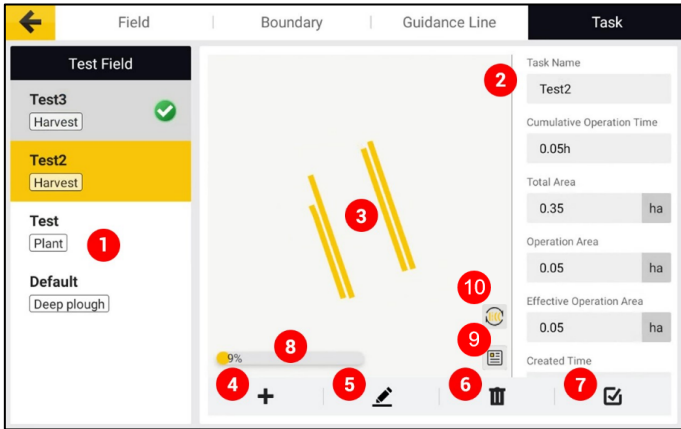 Field
Boundary
Guidance Line
Task
Test Field
Test3
Harvest
Test2
Harvest
Test
Plant
1
Default
Deep plough
3
10
9
8
9%
4
5
6
7
2
Task Name
Test2
Cumulative Operation Time
0.05h
Total Area
0.35 ha
Operation Area
0.05 ha
Effective Operation Area
0.05 ha
Created Time